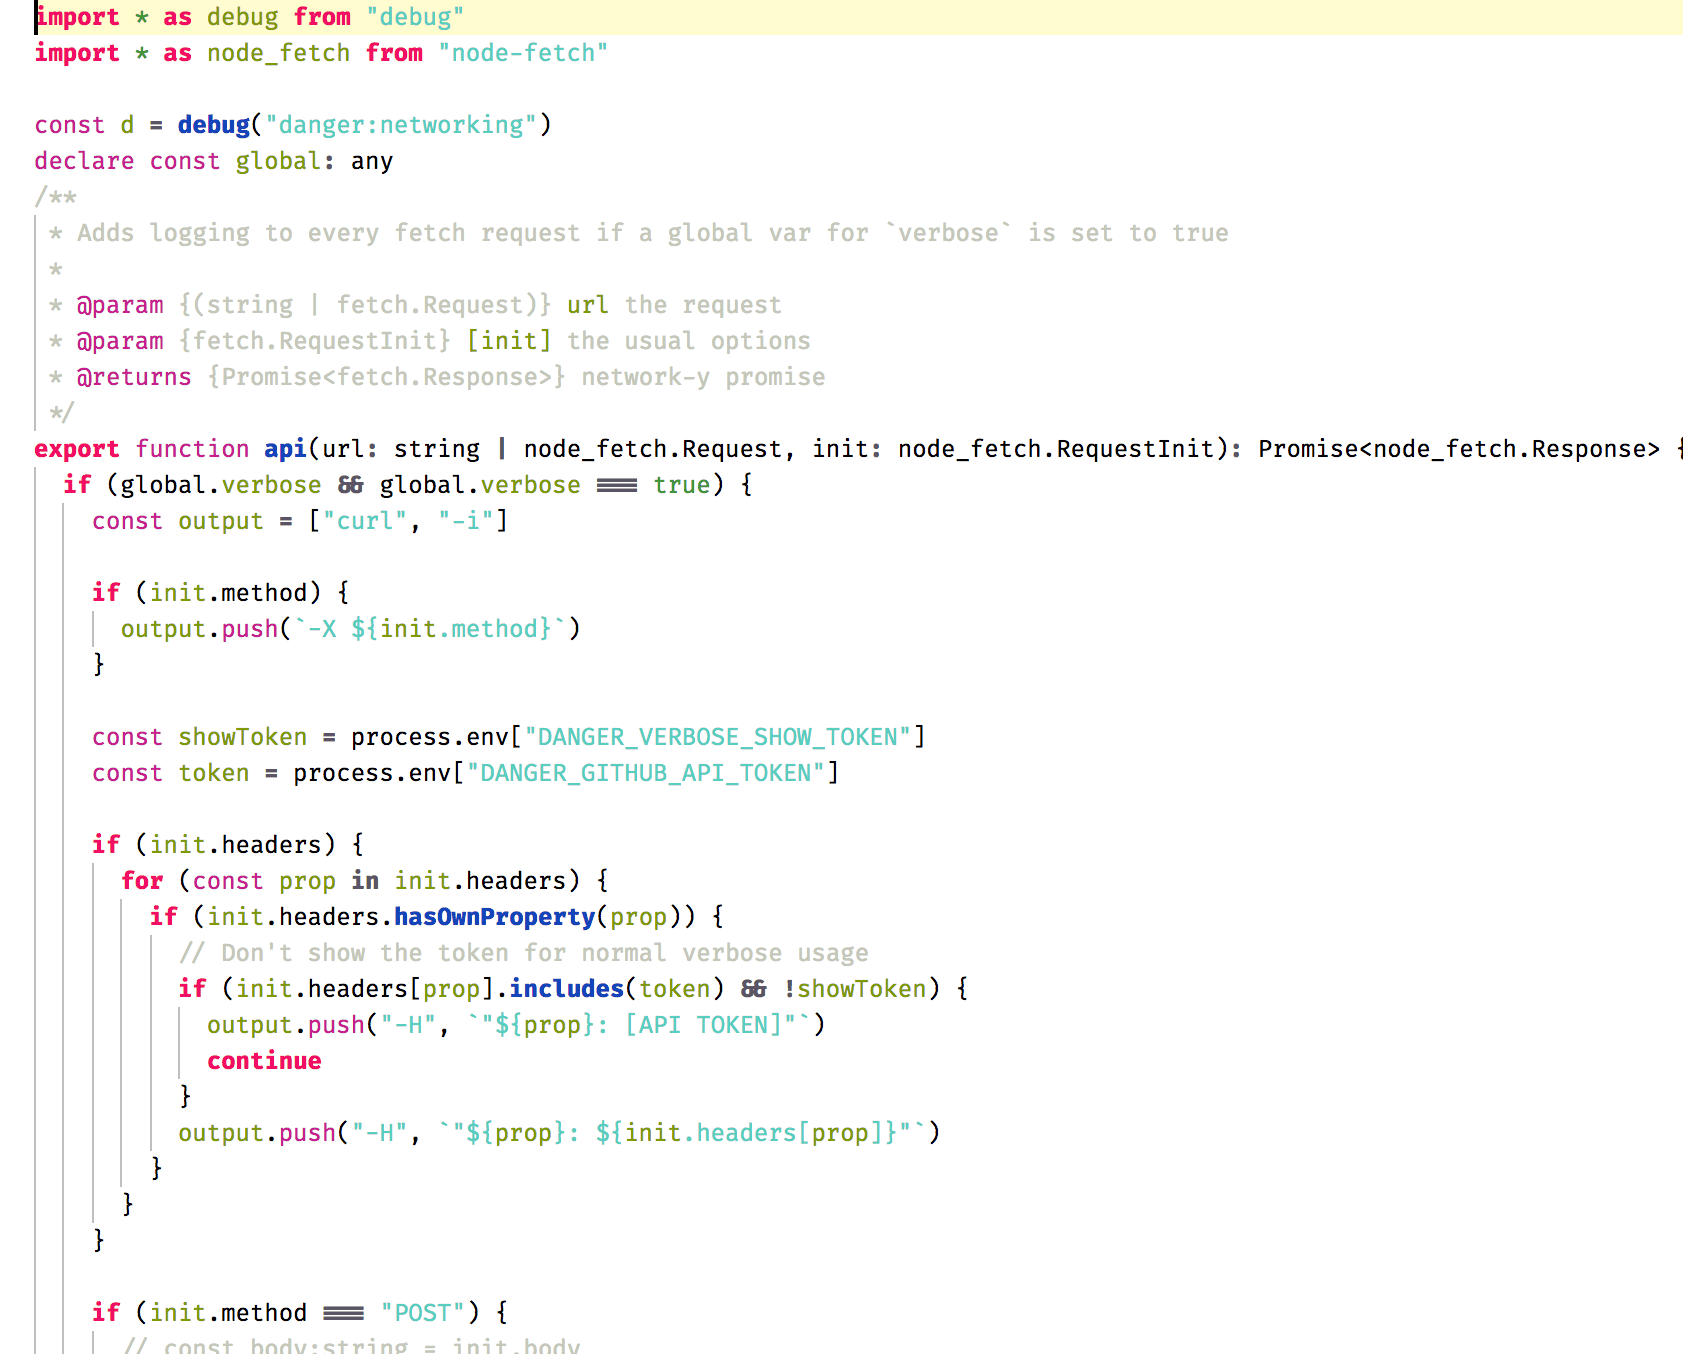 import * as debug from "debug"
import * as node_fetch from "node-fetch"
const d = debug("danger:networking")
declare const global: any
/**
* Adds logging to every fetch request if a global var for `verbose` is set to true
*
* @param {(string | fetch.Request)} url the request
* @param {fetch.RequestInit} [init] the usual options
* @returns {Promise<fetch.Response>} network-y promise
*/
export function api(url: string | node_fetch.Request, init: node_fetch.RequestInit): Promise<node_fetch.Response> {
if (global.verbose && global.verbose === true) {
const output = ["curl", "-i"]
if (init.method) {
output.push(`-X ${init.method}`)
}
const showToken = process.env["DANGER_VERBOSE_SHOW_TOKEN"]
const token = process.env["DANGER_GITHUB_API_TOKEN"]
if (init.headers) {
for (const prop in init.headers) {
if (init.headers.hasOwnProperty(prop)) {
// Don't show the token for normal verbose usage
if (init.headers[prop].includes(token) && !showToken) {
output.push("-H", `"${prop}: [API TOKEN]"`)
continue
}
output.push("-H", `"${prop}: ${init.headers[prop]}"`)
}
}
}
if (init.method === "POST") {
// const body:string = init.body